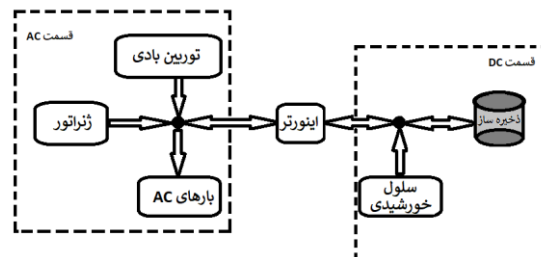 قسمت AC
توربین بادی
ژنراتور
بارهای AC
اینورتر
قسمت DC
ذخیره ساز
سلول
خورشیدی